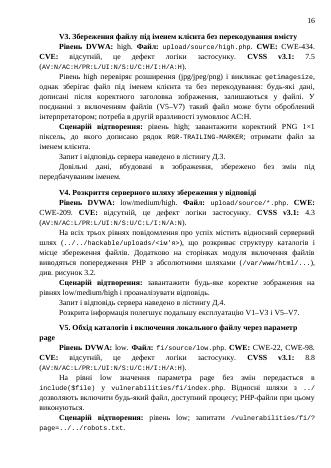 16
V3. Збереження файлу під іменем клієнта без перекодування вмісту
Рівень DVWA: high. Файл: upload/source/high.php. CWE: CWE-434.
CVE: відсутній, це дефект логіки застосунку. CVSS v3.1: 7.5
(AV:N/AC:H/PR:L/UI:N/S:U/C:H/I:H/A:H).
Рівень high перевіряє розширення (jpg/jpeg/png) і викликає getimagesize,
однак зберігає файл під іменем клієнта та без перекодування: будь-які дані,
дописані після коректного заголовка зображення, залишаються у файлі. У
поєднанні з включенням файлів (V5–V7) такий файл може бути оброблений
інтерпретатором; потреба в другій вразливості зумовлює AC:H.
Сценарій відтворення: рівень high; завантажити коректний PNG 1×1
піксель, до якого дописано рядок RGR-TRAILING-MARKER; отримати файл за
іменем клієнта.
Запит і відповідь сервера наведено в лістингу Д.3.
Довільні дані, вбудовані в зображення, збережено без змін під
передбачуваним іменем.
V4. Розкриття серверного шляху збереження у відповіді
Рівень DVWA: low/medium/high. Файл: upload/source/*.php. CWE:
CWE-209. CVE: відсутній, це дефект логіки застосунку. CVSS v3.1: 4.3
(AV:N/AC:L/PR:L/UI:N/S:U/C:L/I:N/A:N).
На всіх трьох рівнях повідомлення про успіх містить відносний серверний
шлях (../../hackable/uploads/<ім'я>), що розкриває структуру каталогів і
місце збереження файлів. Додатково на сторінках модуля включення файлів
виводяться попередження PHP з абсолютними шляхами (/var/www/html/...),
див. рисунок 3.2.
Сценарій відтворення: завантажити будь-яке коректне зображення на
рівнях low/medium/high і проаналізувати відповідь.
Запит і відповідь сервера наведено в лістингу Д.4.
Розкрита інформація полегшує подальшу експлуатацію V1–V3 і V5–V7.
V5. Обхід каталогів і включення локального файлу через параметр
page
Рівень DVWA: low. Файл: fi/source/low.php. CWE: CWE-22, CWE-98.
CVE: відсутній, це дефект логіки застосунку. CVSS v3.1: 8.8
(AV:N/AC:L/PR:L/UI:N/S:U/C:H/I:H/A:H).
На рівні low значення параметра page без змін передається в
include($file) у vulnerabilities/fi/index.php. Відносні шляхи з ../
дозволяють включити будь-який файл, доступний процесу; PHP-файли при цьому
виконуються.
Сценарій відтворення: рівень low; запитати /vulnerabilities/fi/?
page=../../robots.txt.